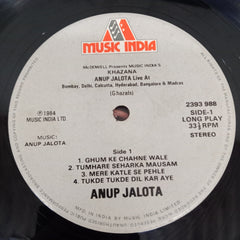 MUSIC INDIA
McDOWELL Presents MUSIC INDIA'S
KHAZANA
ANUP JALOTA Live At
Bombay, Delhi, Calcutta, Hyderabad, Bangalore & Madras
(Ghazals)
℗1984
MUSIC INDIA LTD
2393 988
SIDE-1
LONG PLAY
33⅓ RPM
STEREO
MUSIC:
ANUP JALOTA
Side 1
1. GHUM KE CHAHNE WALE
2. TUMHARE SEHARKA MAUSAM
3. MERE KATLE SE PEHLE
4. TUKDE TUKDE DIL KAR AYE
ANUP JALOTA